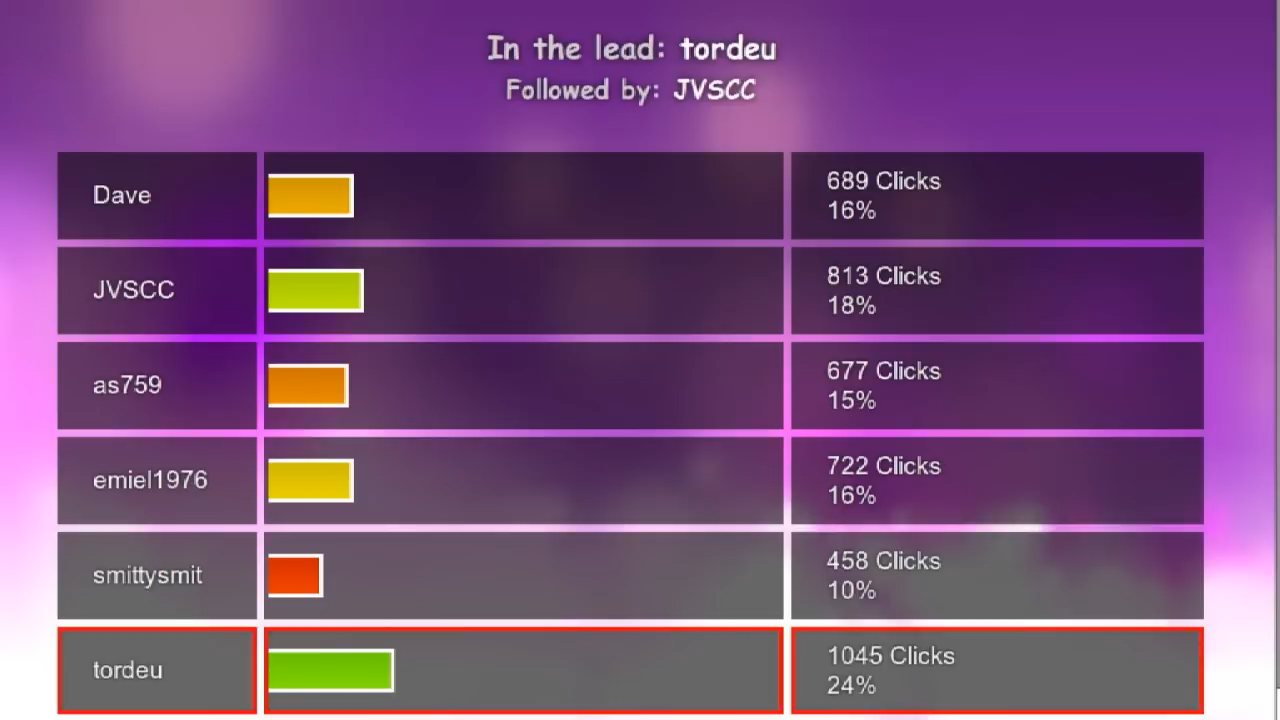 In the lead: tordeu
Followed by: JVSCC
Dave
689 Clicks
16%
JVSCC
813 Clicks
18%
as759
677 Clicks
15%
emiel1976
722 Clicks
16%
smittysmit
458 Clicks
10%
tordeu
1045 Clicks
24%